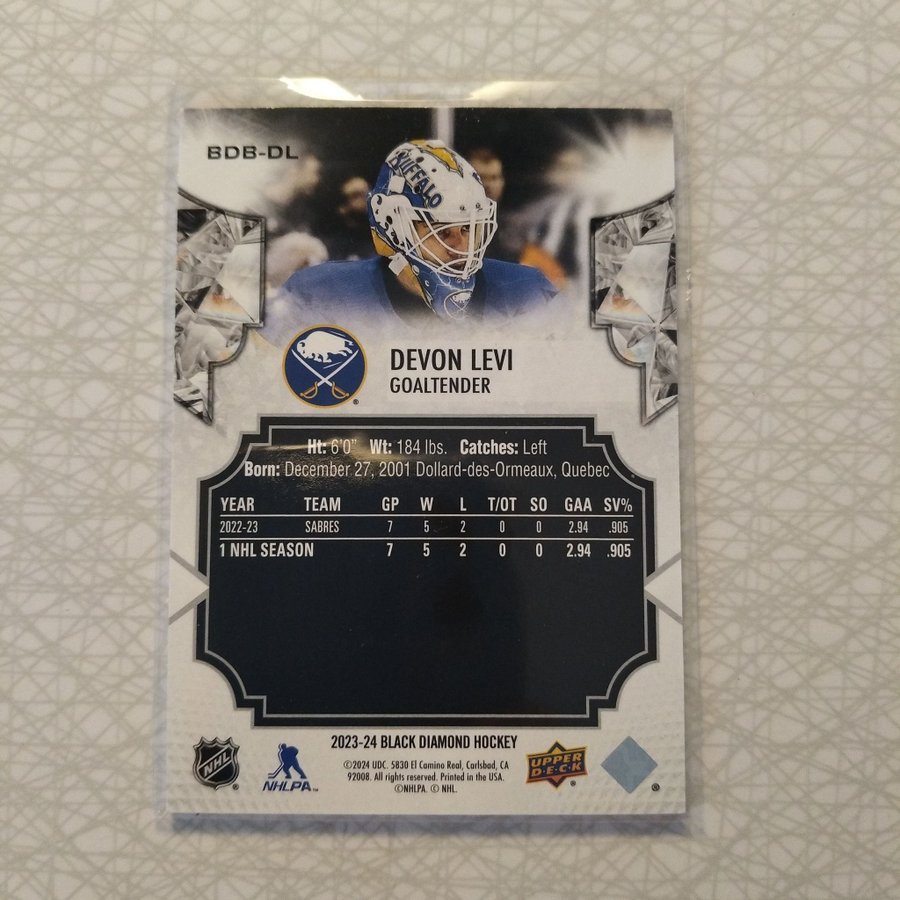 BDB-DL
BUFFALO
DEVON LEVI
GOALTENDER
Ht: 6'0" Wt: 184 lbs. Catches: Left
Born: December 27, 2001 Dollard-des-Ormeaux, Quebec
YEAR TEAM GP W L T/OT SO GAA SV%
2022-23 SABRES 7 5 2 0 0 2.94 .905
1 NHL SEASON 7 5 2 0 0 2.94 .905
2023-24 BLACK DIAMOND HOCKEY
©2024 UDC. 5830 El Camino Real, Carlsbad, CA
92008. All rights reserved. Printed in the USA.
©NHLPA. © NHL.
NHL
NHLPA™
UPPER
DECK
®
®
®